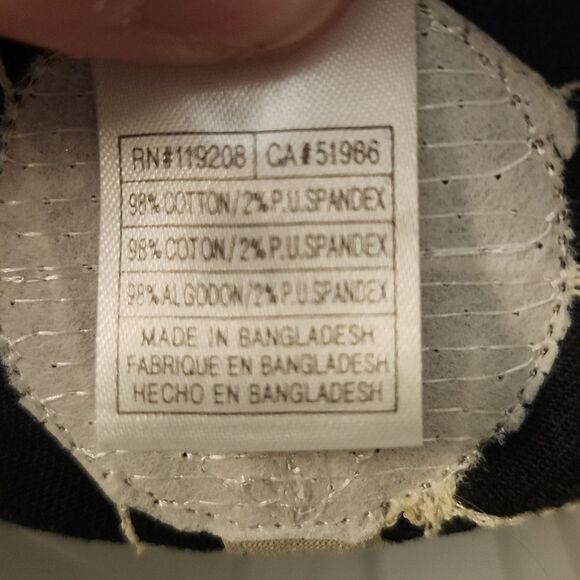 RN#119208 CA#51986
98% COTTON/2% P.U.SPANDEX
98% COTON/2% P.U.SPANDEX
98% ALGODON/2% P.U.SPANDEX
MADE IN BANGLADESH
FABRIQUE EN BANGLADESH
HECHO EN BANGLADESH